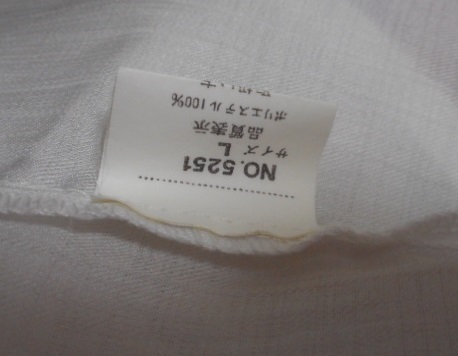 NO.5251
サイズ L
品質表示
ポリエステル100%